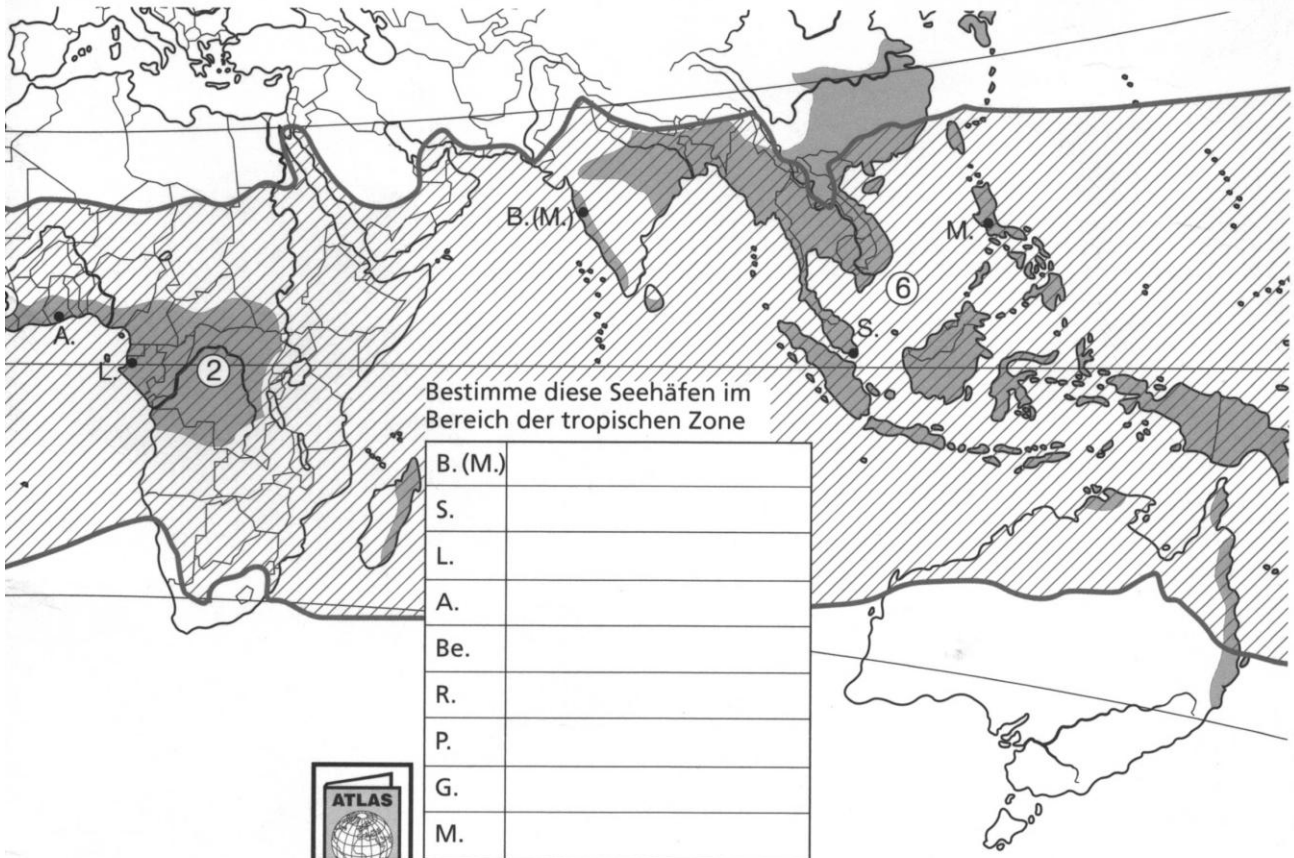 B.(M.)
M.
6
A.
S.
L.
2
Bestimme diese Seehäfen im
Bereich der tropischen Zone
B. (M.)
S.
L.
A.
Be.
R.
P.
G.
M.
ATLAS